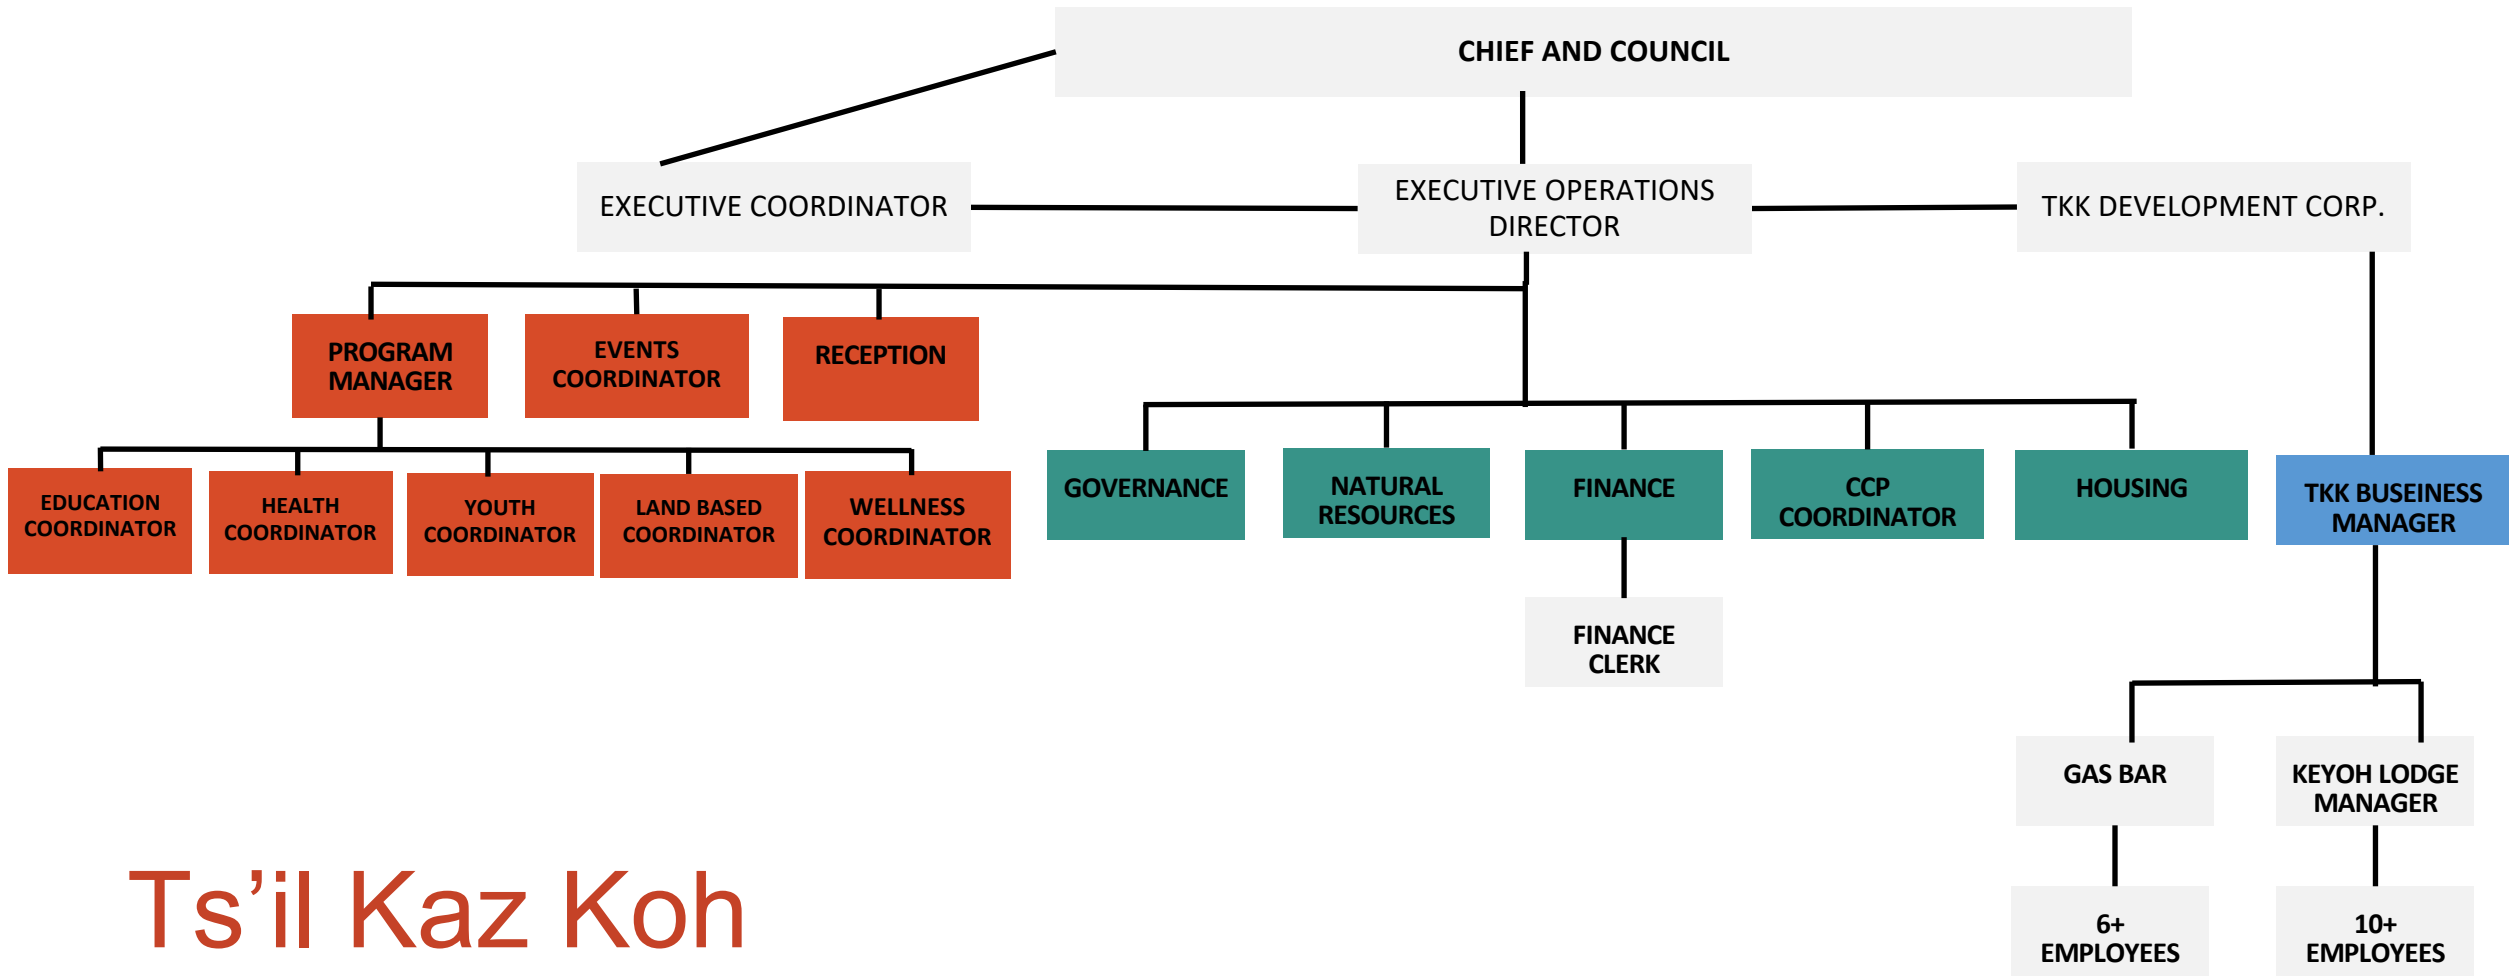 CHIEF AND COUNCIL
EXECUTIVE COORDINATOR
EXECUTIVE OPERATIONS
DIRECTOR
TKK DEVELOPMENT CORP.
PROGRAM
MANAGER
EVENTS
COORDINATOR
RECEPTION
EDUCATION
COORDINATOR
HEALTH
COORDINATOR
YOUTH
COORDINATOR
LAND BASED
COORDINATOR
WELLNESS
COORDINATOR
GOVERNANCE
NATURAL
RESOURCES
FINANCE
CCP
COORDINATOR
HOUSING
TKK BUSEINESS
MANAGER
FINANCE
CLERK
GAS BAR
KEYOH LODGE
MANAGER
6+
EMPLOYEES
10+
EMPLOYEES
Ts’il Kaz Koh